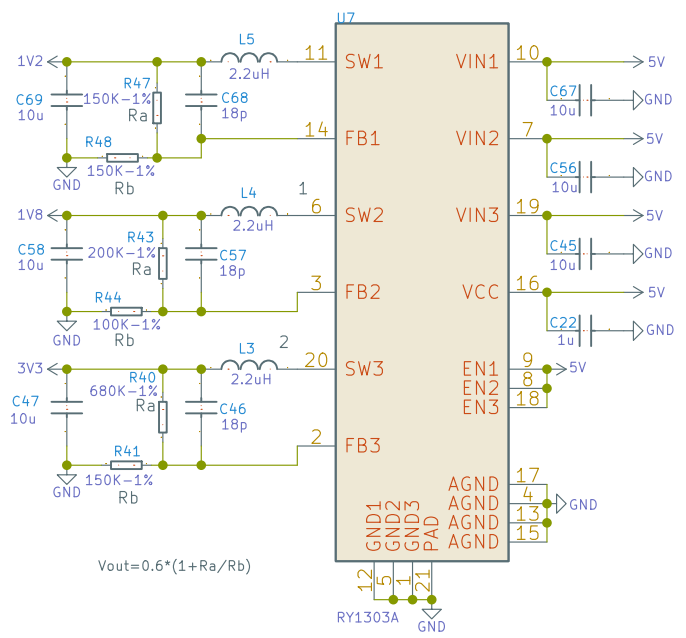 U7
L5
2.2uH
1V2
11
SW1
VIN1
10
5V
R47
150K-1%
Ra
C69
10u
C68
18p
C67
10u
GND
R48
150K-1%
Rb
GND
14
FB1
VIN2
7
5V
C56
10u
GND
L4
2.2uH
1
1V8
6
SW2
VIN3
19
5V
R43
200K-1%
Ra
C58
10u
C57
18p
C45
10u
GND
R44
100K-1%
Rb
GND
3
FB2
VCC
16
5V
C22
1u
GND
L3
2.2uH
2
3V3
20
SW3
EN1
9
5V
EN2
8
EN3
18
R40
680K-1%
Ra
C47
10u
C46
18p
R41
150K-1%
Rb
GND
2
FB3
AGND
17
AGND
4
GND
AGND
13
AGND
15
GND1
GND2
GND3
PAD
12
5
1
21
Vout=0.6*(1+Ra/Rb)
RY1303A
GND